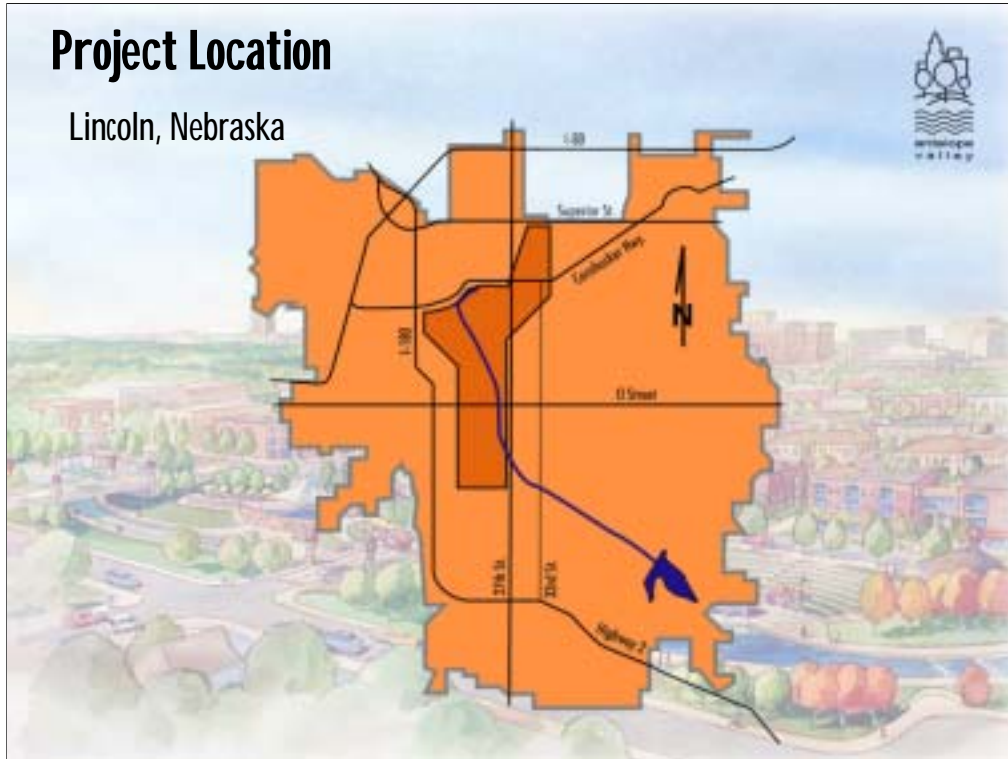 Project Location
Lincoln, Nebraska
antelope
valley
I-80
Superior St.
Cornhusker Hwy.
N
I-180
O Street
27th St
33rd St.
Highway 2